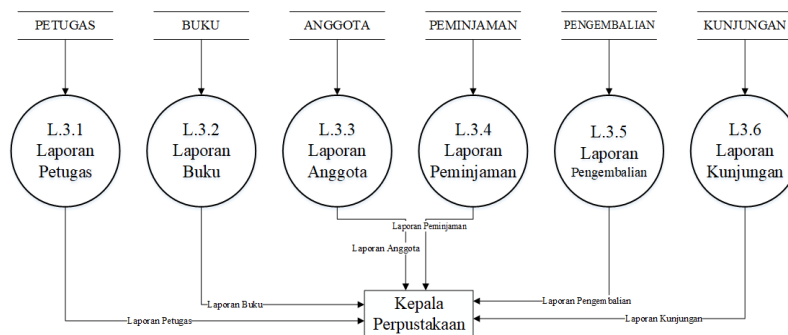 PETUGAS
BUKU
ANGGOTA
PEMINJAMAN
PENGEMBALIAN
KUNJUNGAN
L.3.1
Laporan
Petugas
L.3.2
Laporan
Buku
L.3.3
Laporan
Anggota
L.3.4
Laporan
Peminjaman
L.3.5
Laporan
Pengembalian
L3.6
Laporan
Kunjungan
Laporan Peminjaman
Laporan Anggota
Laporan Buku
Laporan Pengembalian
Laporan Petugas
Laporan Kunjungan
Kepala
Perpustakaan